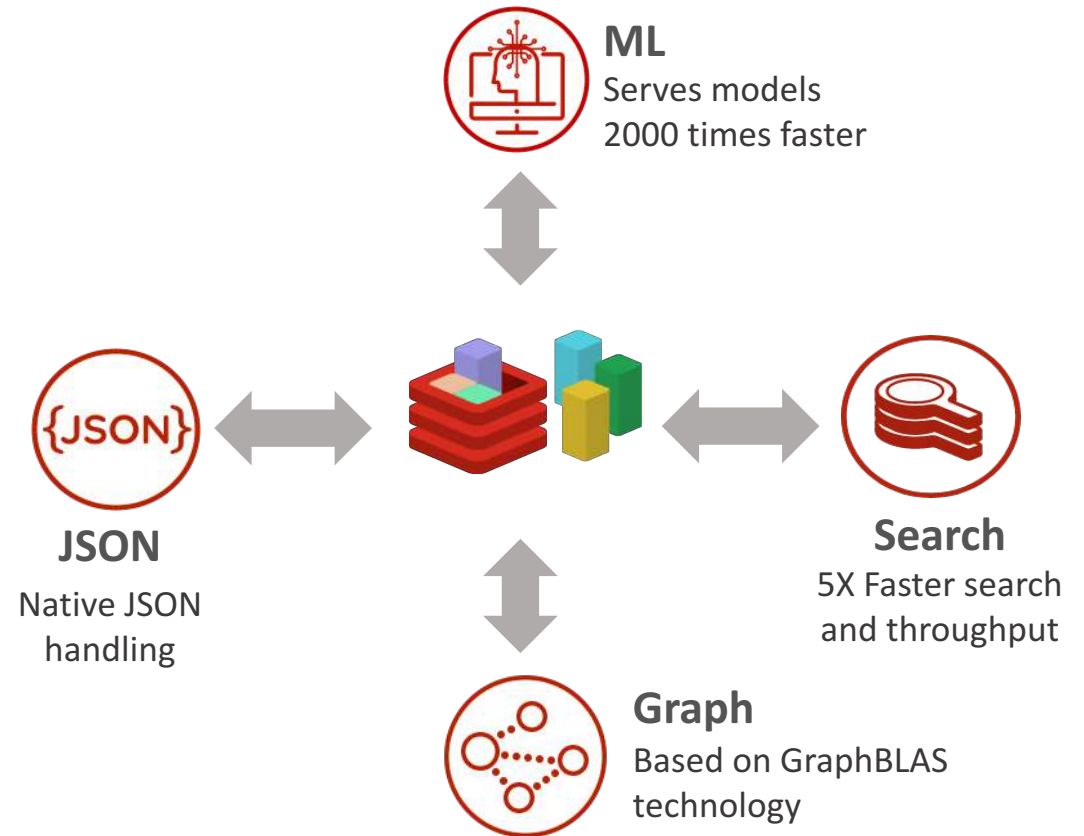 ML
Serves models
2000 times faster
{JSON}
JSON
Native JSON
handling
Search
5X Faster search
and throughput
Graph
Based on GraphBLAS
technology